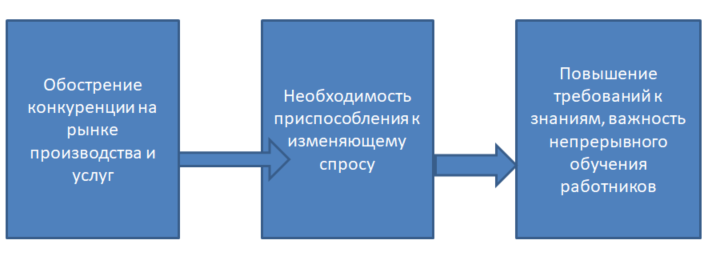 Обострение
конкуренции на
рынке
производства и
услуг
Необходимость
приспособления к
изменяющему
спросу
Повышение
требований к
знаниям, важность
непрерывного
обучения
работников